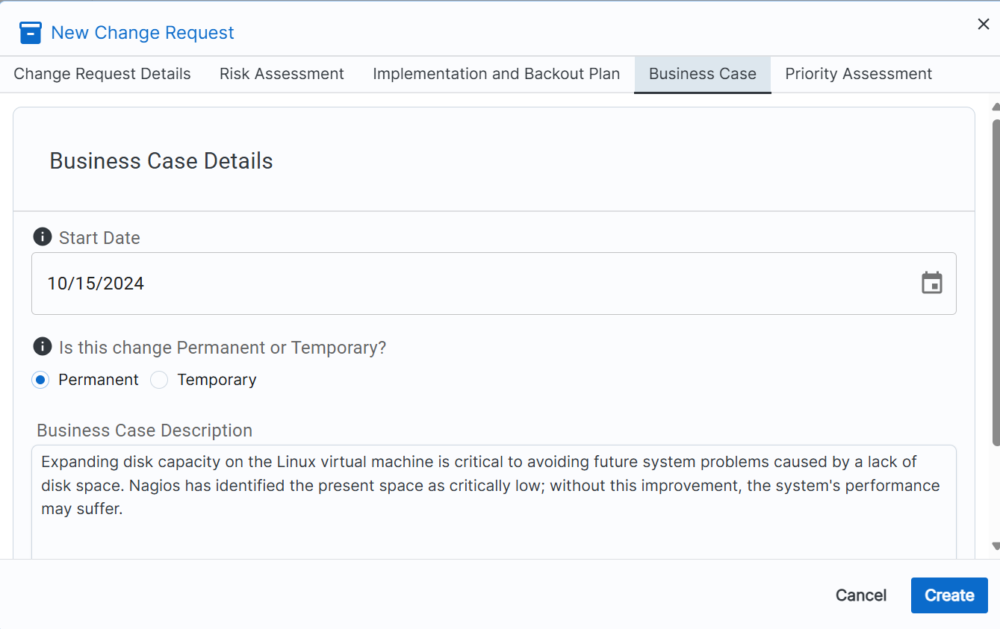 New Change Request
Change Request Details Risk Assessment Implementation and Backout Plan Business Case Priority Assessment
Business Case Details
Start Date
10/15/2024
Is this change Permanent or Temporary?
Permanent Temporary
Business Case Description
Expanding disk capacity on the Linux virtual machine is critical to avoiding future system problems caused by a lack of
disk space. Nagios has identified the present space as critically low; without this improvement, the system's performance
may suffer.
Cancel Create